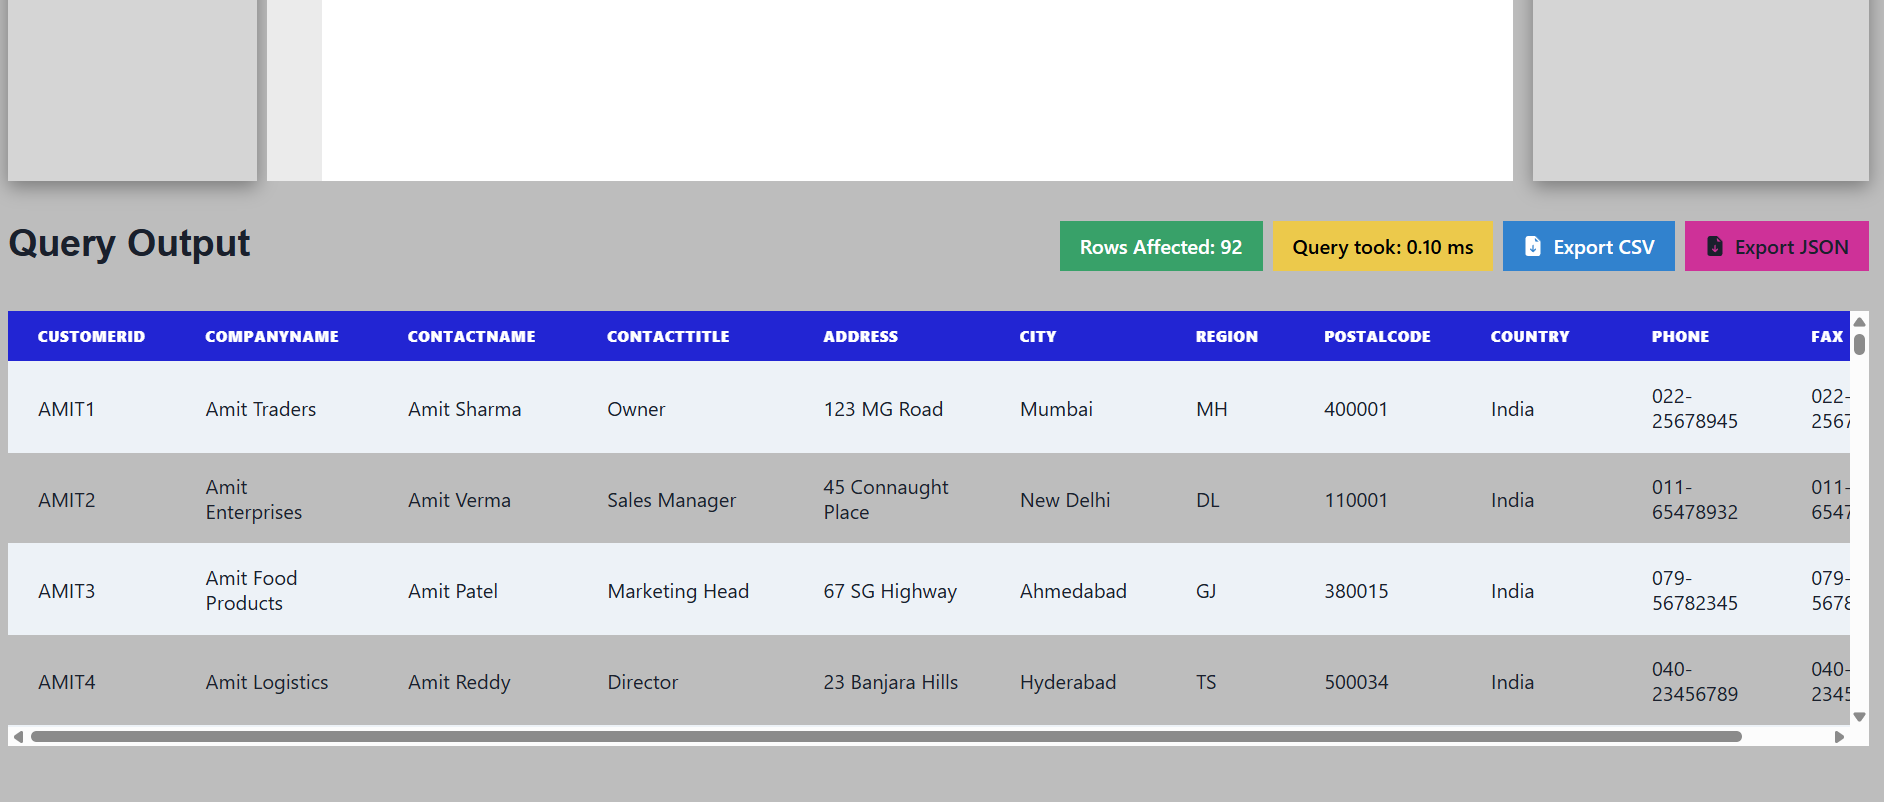 Query Output
Rows Affected: 92
Query took: 0.10 ms
Export CSV
Export JSON
CUSTOMERID COMPANYNAME CONTACTNAME CONTACTTITLE ADDRESS CITY REGION POSTALCODE COUNTRY PHONE FAX
AMIT1 Amit Traders Amit Sharma Owner 123 MG Road Mumbai MH 400001 India 022-
25678945
022-
2567
AMIT2 Amit
Enterprises
Amit Verma Sales Manager 45 Connaught
Place
New Delhi DL 110001 India 011-
65478932
011-
6547
AMIT3 Amit Food
Products
Amit Patel Marketing Head 67 SG Highway Ahmedabad GJ 380015 India 079-
56782345
079-
5678
AMIT4 Amit Logistics Amit Reddy Director 23 Banjara Hills Hyderabad TS 500034 India 040-
23456789
040-
2345